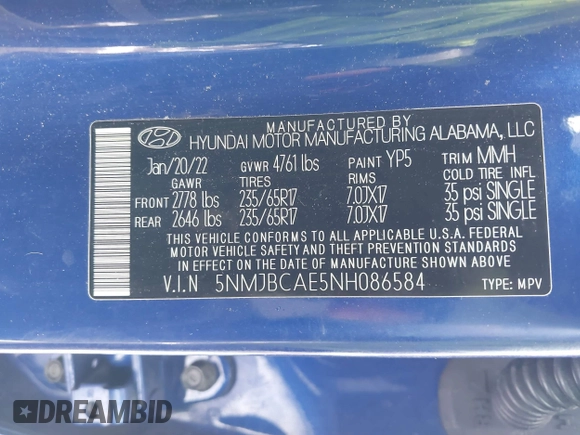 MANUFACTURED BY
HYUNDAI MOTOR MANUFACTURING ALABAMA, LLC
Jan/20/22 GVWR 4761 lbs PAINT YP5 TRIM MMH
GAWR TIRES RIMS COLD TIRE INFL
FRONT 2778 lbs 235/65R17 7.0JX17 35 psi SINGLE
REAR 2646 lbs 235/65R17 7.0JX17 35 psi SINGLE
THIS VEHICLE CONFORMS TO ALL APPLICABLE U.S.A. FEDERAL
MOTOR VEHICLE SAFETY AND THEFT PREVENTION STANDARDS
IN EFFECT ON THE DATE OF MANUFACTURE SHOWN ABOVE
V.I.N 5NMJBCAE5NH086584 TYPE: MPV
DREAMBID